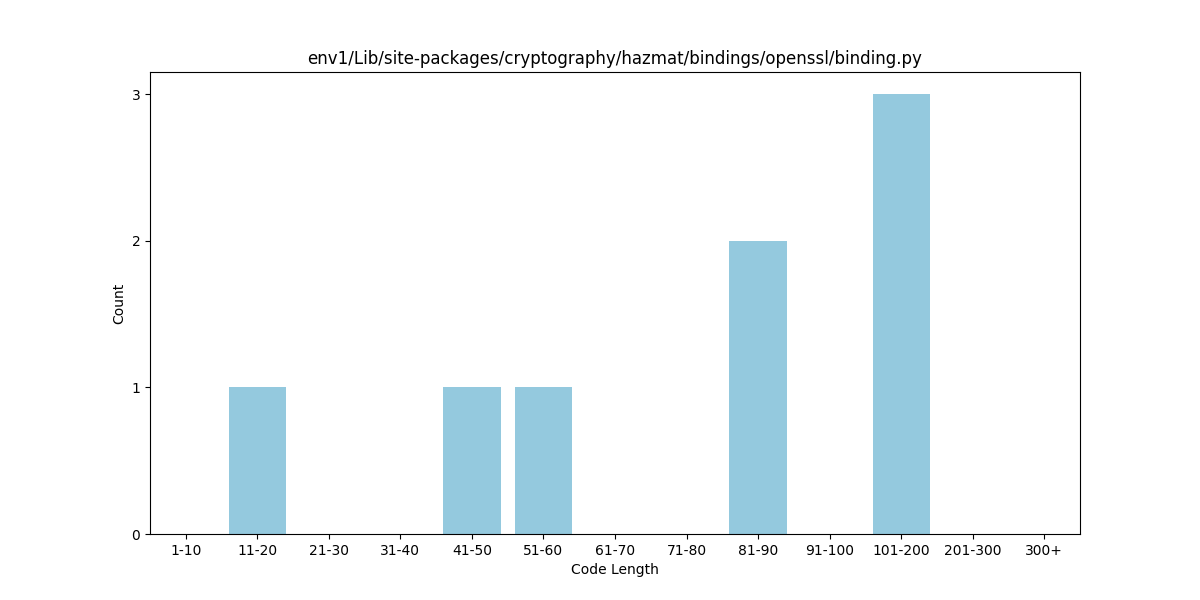 env1/Lib/site-packages/cryptography/hazmat/bindings/openssl/binding.py
3
2
1
0
Count
1-10 11-20 21-30 31-40 41-50 51-60 61-70 71-80 81-90 91-100 101-200 201-300 300+
Code Length